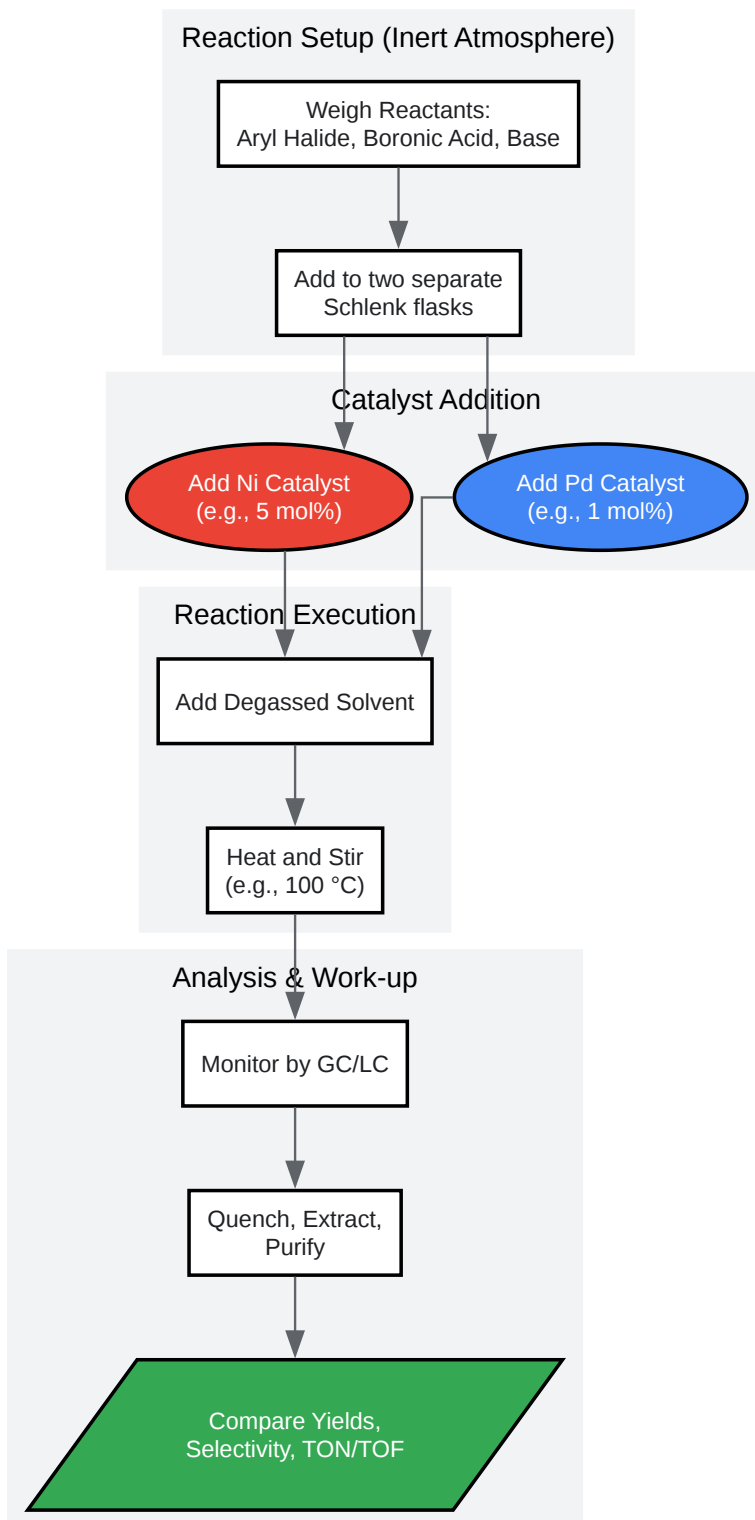 Reaction Setup (Inert Atmosphere)
Weigh Reactants:
Aryl Halide, Boronic Acid, Base
Add to two separate
Schlenk flasks
Catalyst Addition
Add Ni Catalyst
(e.g., 5 mol%)
Add Pd Catalyst
(e.g., 1 mol%)
Reaction Execution
Add Degassed Solvent
Heat and Stir
(e.g., 100 °C)
Analysis & Work-up
Monitor by GC/LC
Quench, Extract,
Purify
Compare Yields,
Selectivity, TON/TOF